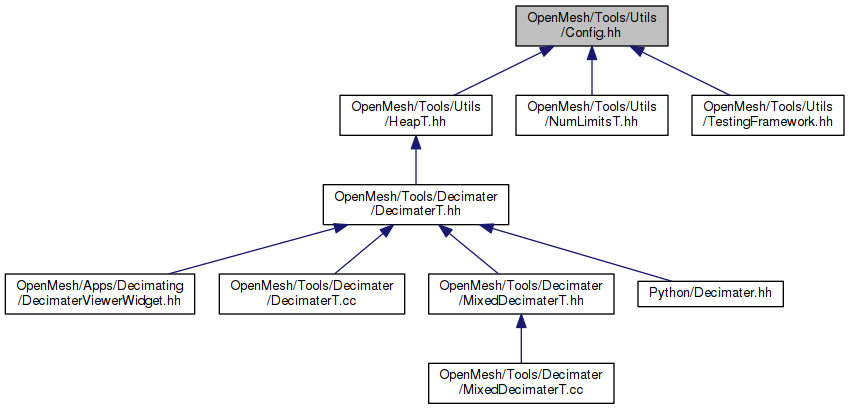 OpenMesh/Tools/Utils
/Config.hh
OpenMesh/Tools/Utils
/HeapT.hh
OpenMesh/Tools/Utils
/NumLimitsT.hh
OpenMesh/Tools/Utils
/TestingFramework.hh
OpenMesh/Tools/Decimater
/DecimaterT.hh
OpenMesh/Apps/Decimating
/DecimaterViewerWidget.hh
OpenMesh/Tools/Decimater
/DecimaterT.cc
OpenMesh/Tools/Decimater
/MixedDecimaterT.hh
Python/Decimater.hh
OpenMesh/Tools/Decimater
/MixedDecimaterT.cc